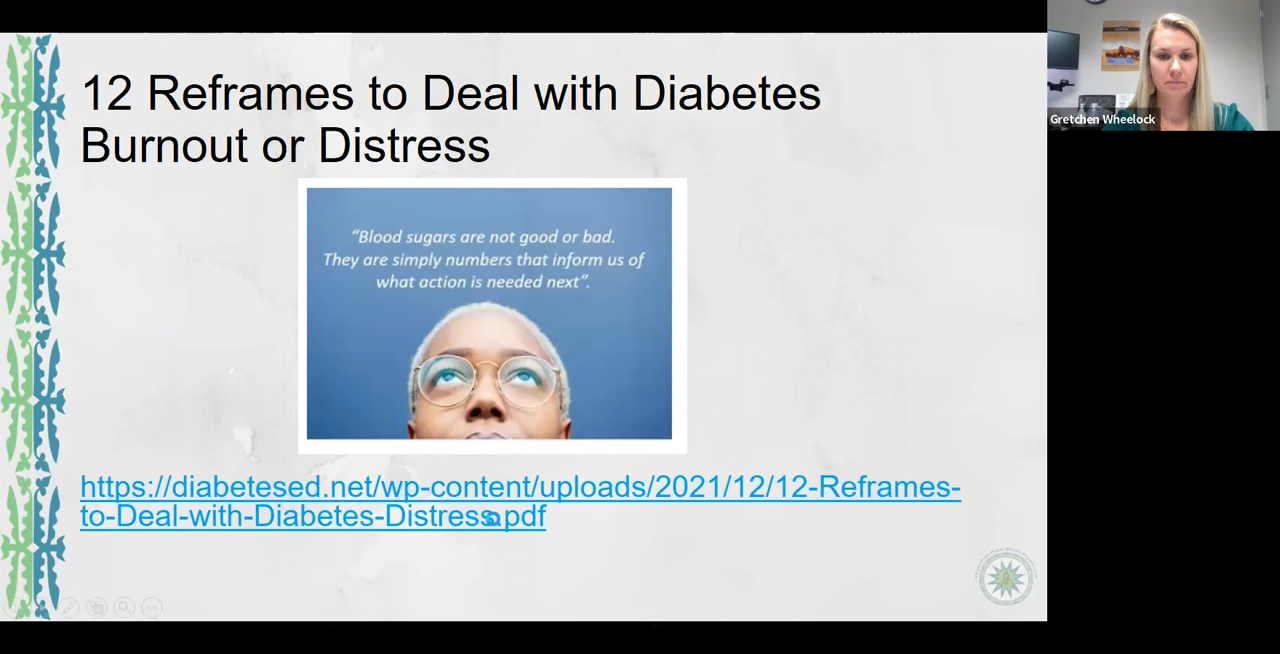 12 Reframes to Deal with Diabetes
Burnout or Distress
“Blood sugars are not good or bad.
They are simply numbers that inform us of
what action is needed next”.
https://diabetesed.net/wp-content/uploads/2021/12/12-Reframes-
to-Deal-with-Diabetes-Distress.pdf
Gretchen Wheelock